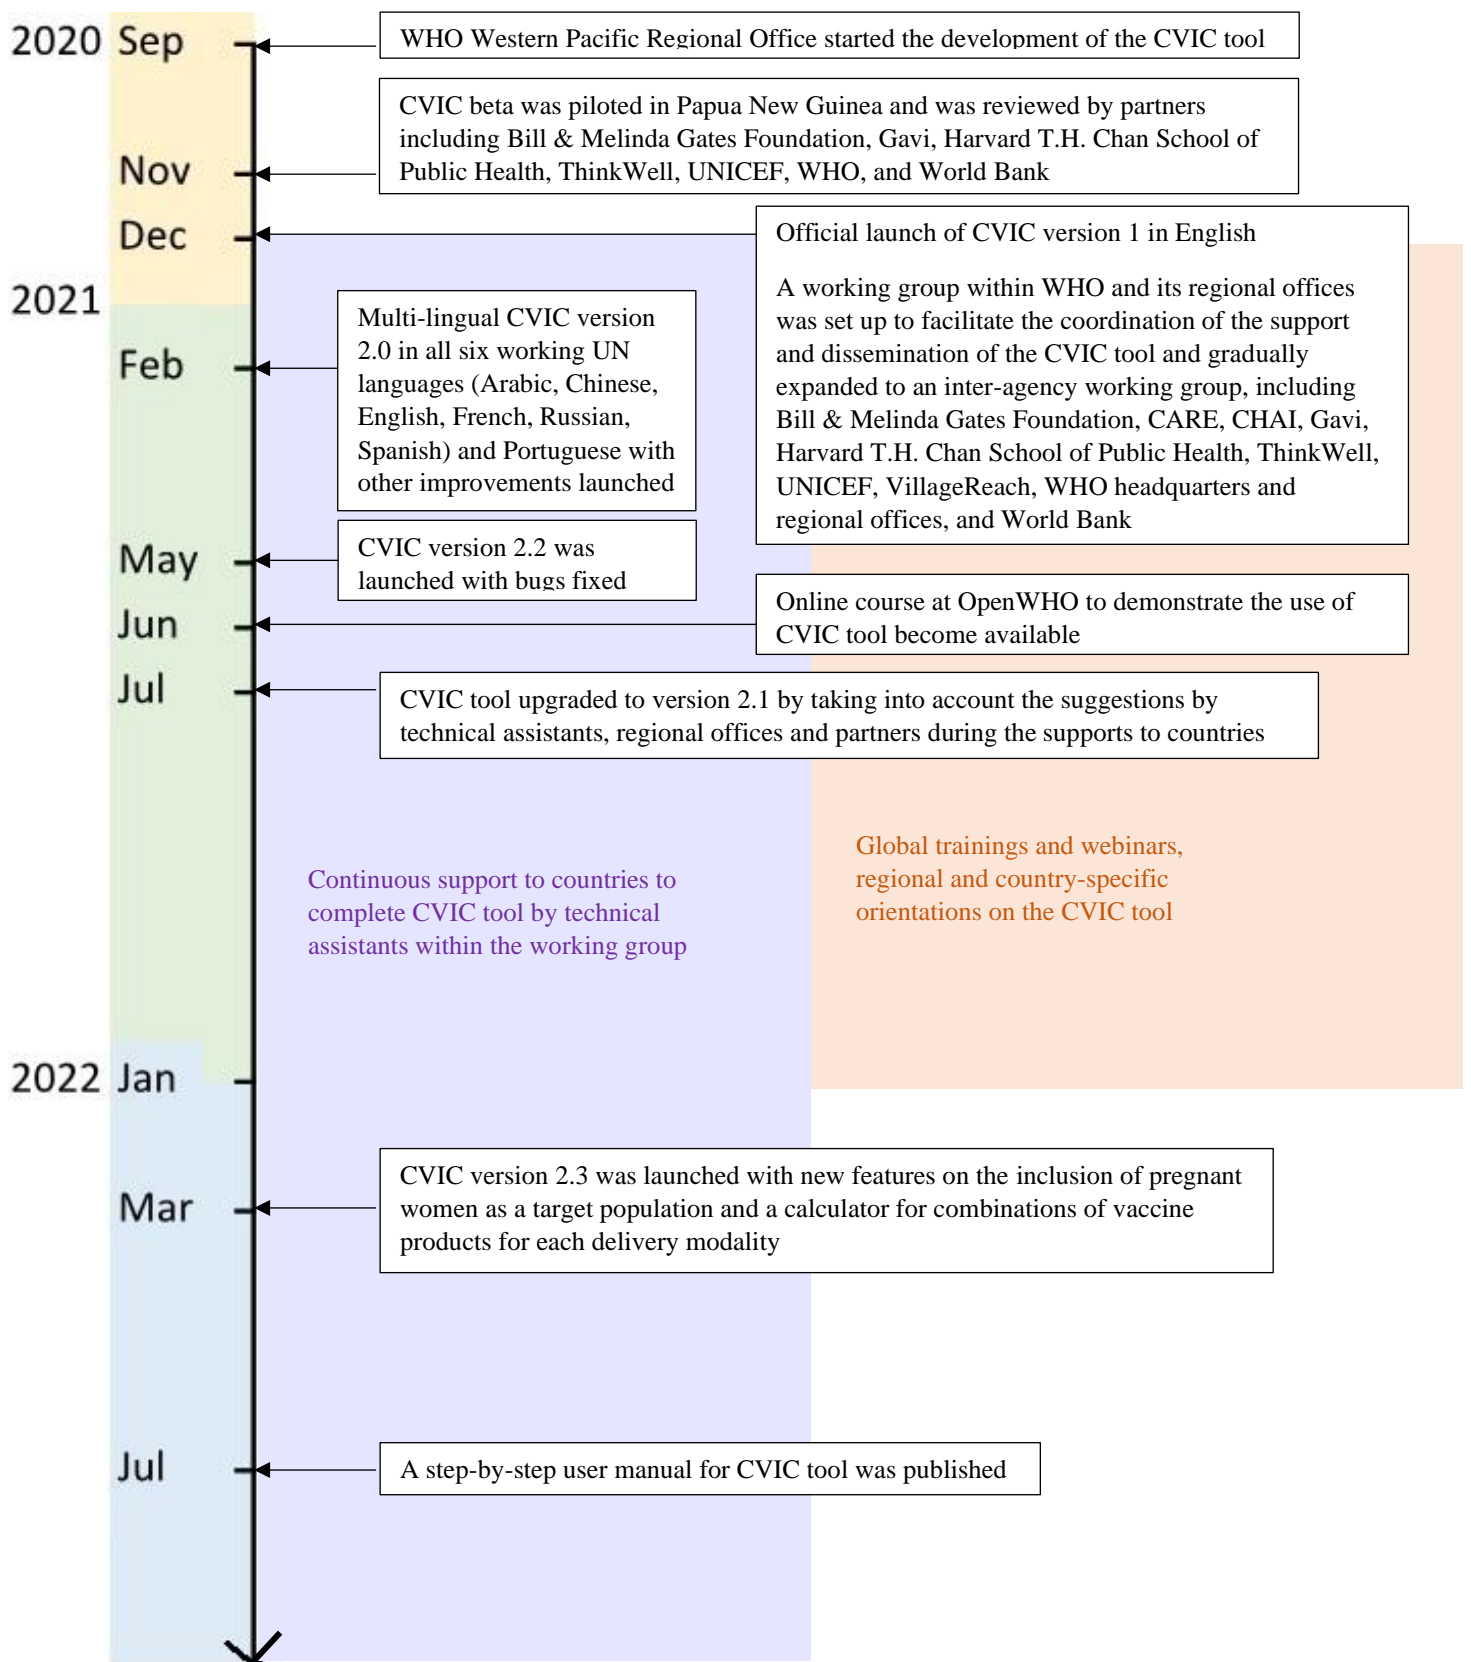 2020 Sep
WHO Western Pacific Regional Office started the development of the CVIC tool
Nov
CVIC beta was piloted in Papua New Guinea and was reviewed by partners
including Bill & Melinda Gates Foundation, Gavi, Harvard T.H. Chan School of
Public Health, ThinkWell, UNICEF, WHO, and World Bank
Dec
Official launch of CVIC version 1 in English
A working group within WHO and its regional offices
was set up to facilitate the coordination of the support
and dissemination of the CVIC tool and gradually
expanded to an inter-agency working group, including
Bill & Melinda Gates Foundation, CARE, CHAI, Gavi,
Harvard T.H. Chan School of Public Health, ThinkWell,
UNICEF, VillageReach, WHO headquarters and
regional offices, and World Bank
2021
Feb
Multi-lingual CVIC version
2.0 in all six working UN
languages (Arabic, Chinese,
English, French, Russian,
Spanish) and Portuguese with
other improvements launched
May
CVIC version 2.2 was
launched with bugs fixed
Jun
Online course at OpenWHO to demonstrate the use of
CVIC tool become available
Jul
CVIC tool upgraded to version 2.1 by taking into account the suggestions by
technical assistants, regional offices and partners during the supports to countries
Continuous support to countries to
complete CVIC tool by technical
assistants within the working group
Global trainings and webinars,
regional and country-specific
orientations on the CVIC tool
2022 Jan
Mar
CVIC version 2.3 was launched with new features on the inclusion of pregnant
women as a target population and a calculator for combinations of vaccine
products for each delivery modality
Jul
A step-by-step user manual for CVIC tool was published